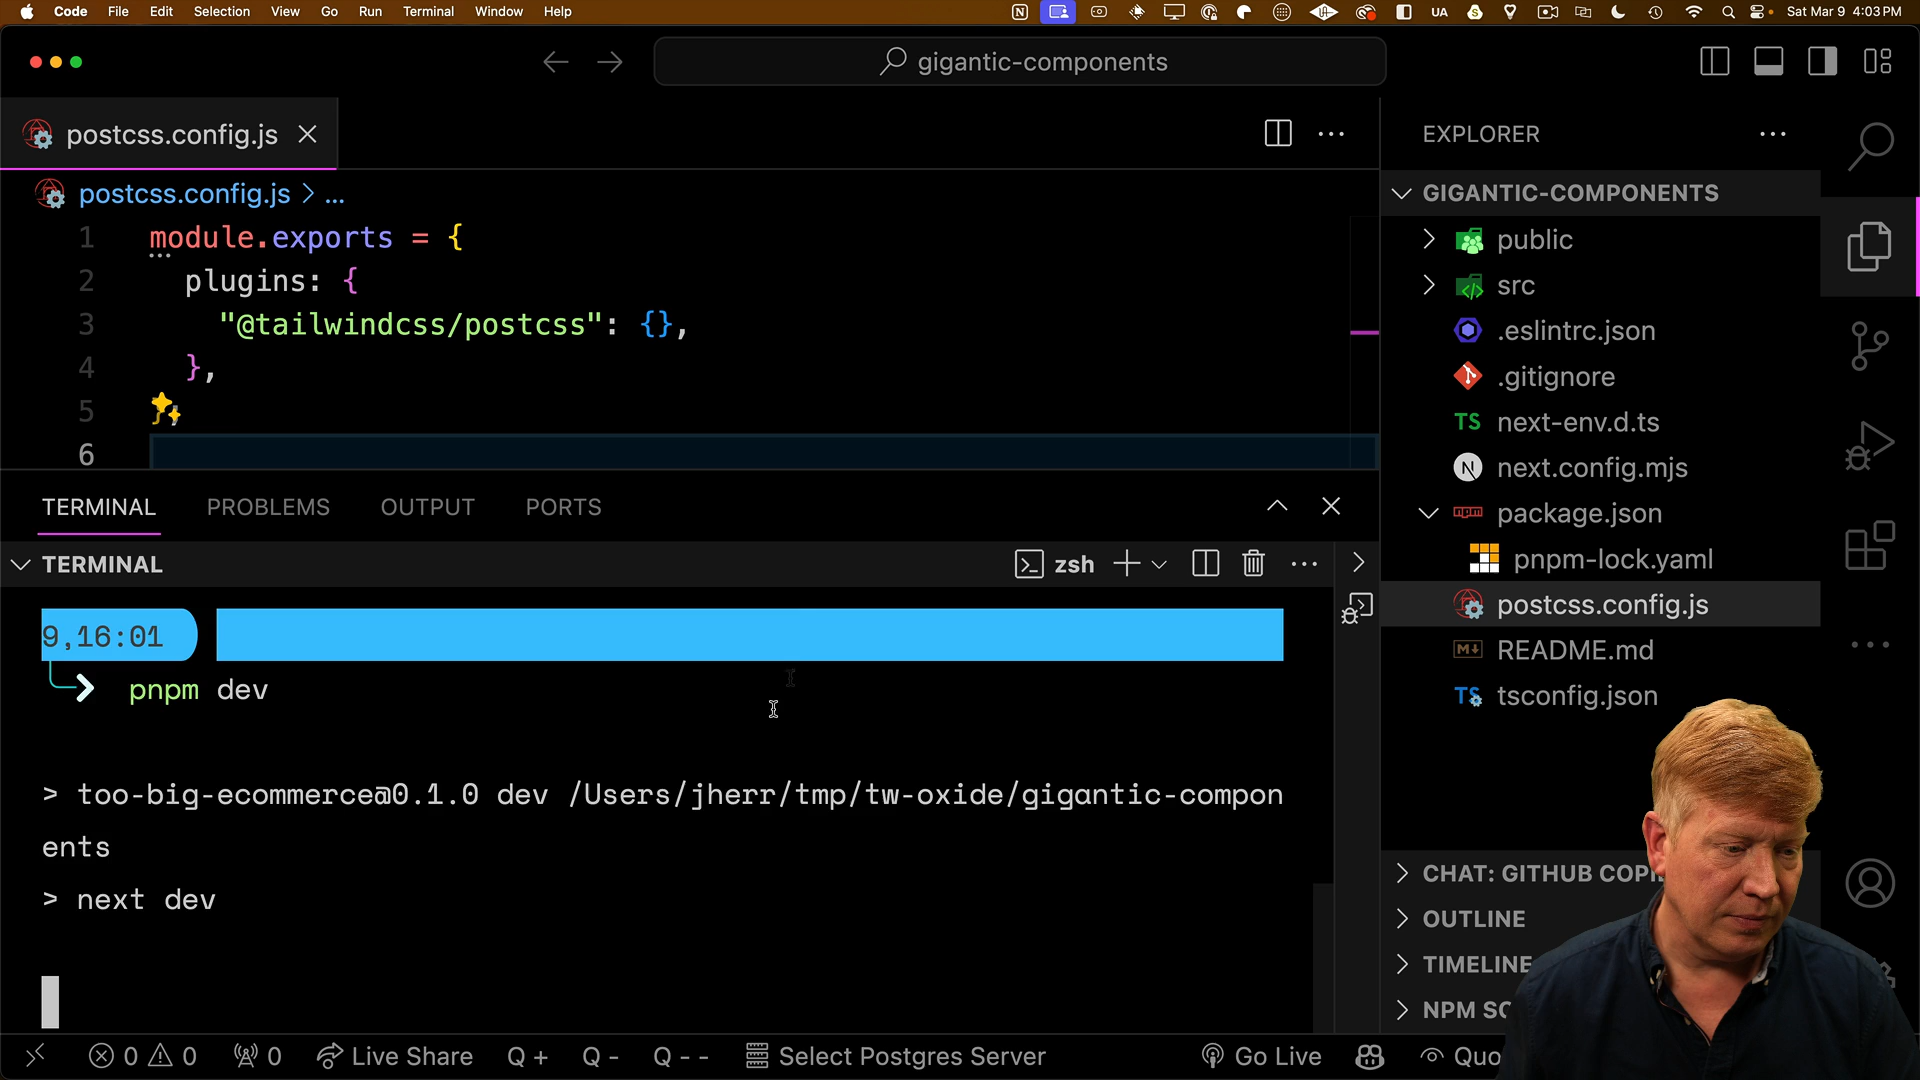 Code File Edit Selection View Go Run Terminal Window Help
UA
Sat Mar 9 4:03 PM
gigantic-components
postcss.config.js
postcss.config.js > ...
1 module.exports = {
2 plugins: {
3 "@tailwindcss/postcss": {},
4 },
5
6
TERMINAL PROBLEMS OUTPUT PORTS
TERMINAL
zsh
9,16:01
pnpm dev
> too-big-ecommerce@0.1.0 dev /Users/jherr/tmp/tw-oxide/gigantic-compon
ents
> next dev
EXPLORER
GIGANTIC-COMPONENTS
public
src
.eslintrc.json
.gitignore
TS next-env.d.ts
N next.config.mjs
package.json
pnpm-lock.yaml
postcss.config.js
README.md
TS tsconfig.json
CHAT: GITHUB COPI
OUTLINE
TIMELINE
NPM SC
0 0 0 Live Share Q + Q - Q - - Select Postgres Server Go Live Quo